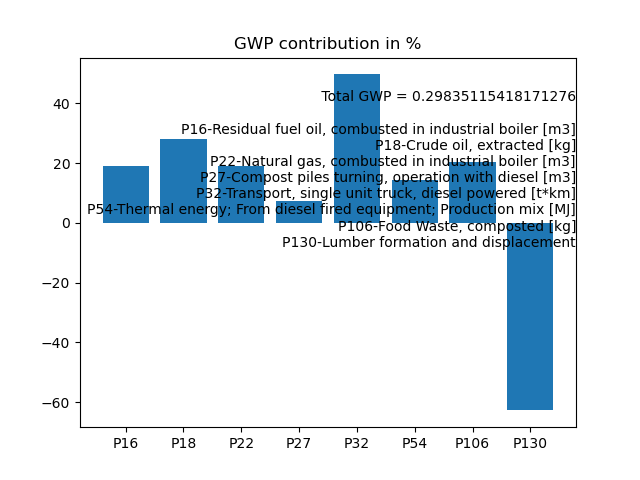 GWP contribution in %
Total GWP = 0.29835115418171276
P16-Residual fuel oil, combusted in industrial boiler [m3]
P18-Crude oil, extracted [kg]
P22-Natural gas, combusted in industrial boiler [m3]
P27-Compost piles turning, operation with diesel [m3]
P32-Transport, single unit truck, diesel powered [t*km]
P54-Thermal energy; From diesel fired equipment; Production mix [MJ]
P106-Food Waste, composted [kg]
P130-Lumber formation and displacement
40
20
0
−20
−40
−60
P16 P18 P22 P27 P32 P54 P106 P130